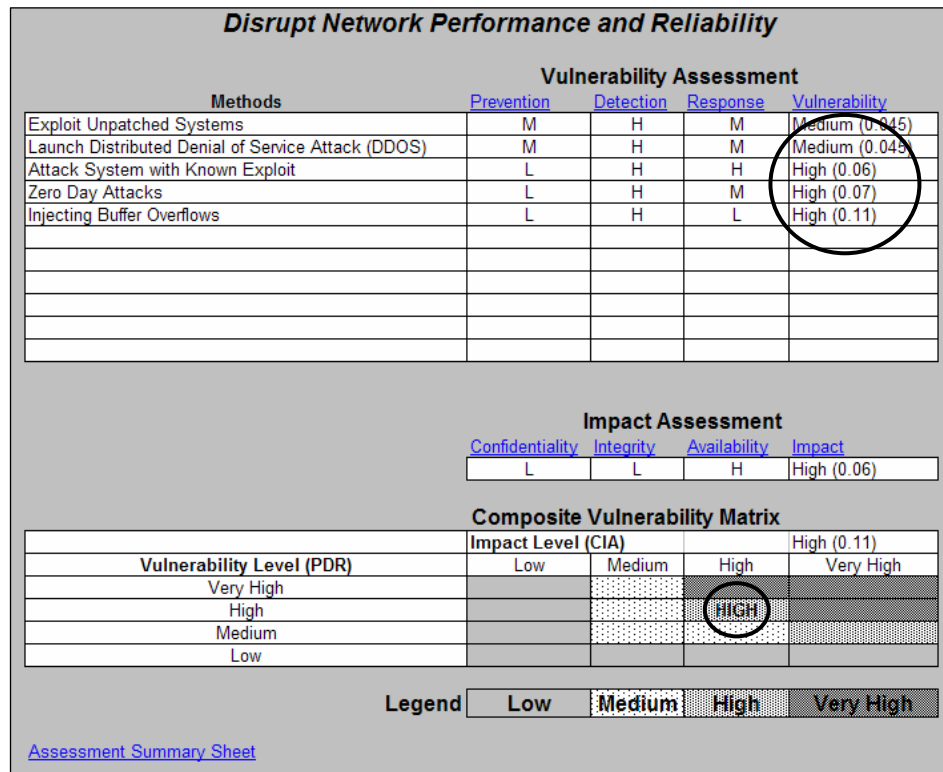 Disrupt Network Performance and Reliability
Vulnerability Assessment
Methods Prevention Detection Response Vulnerability
Exploit Unpatched Systems M H M Medium (0.045)
Launch Distributed Denial of Service Attack (DDOS) M H M Medium (0.045)
Attack System with Known Exploit L H H High (0.06)
Zero Day Attacks L H M High (0.07)
Injecting Buffer Overflows L H L High (0.11)
Impact Assessment
Confidentiality Integrity Availability Impact
L L H High (0.06)
Composite Vulnerability Matrix
Impact Level (CIA) High (0.11)
Vulnerability Level (PDR) Low Medium High Very High
Very High
High HIGH
Medium
Low
Legend Low Medium High Very High
Assessment Summary Sheet